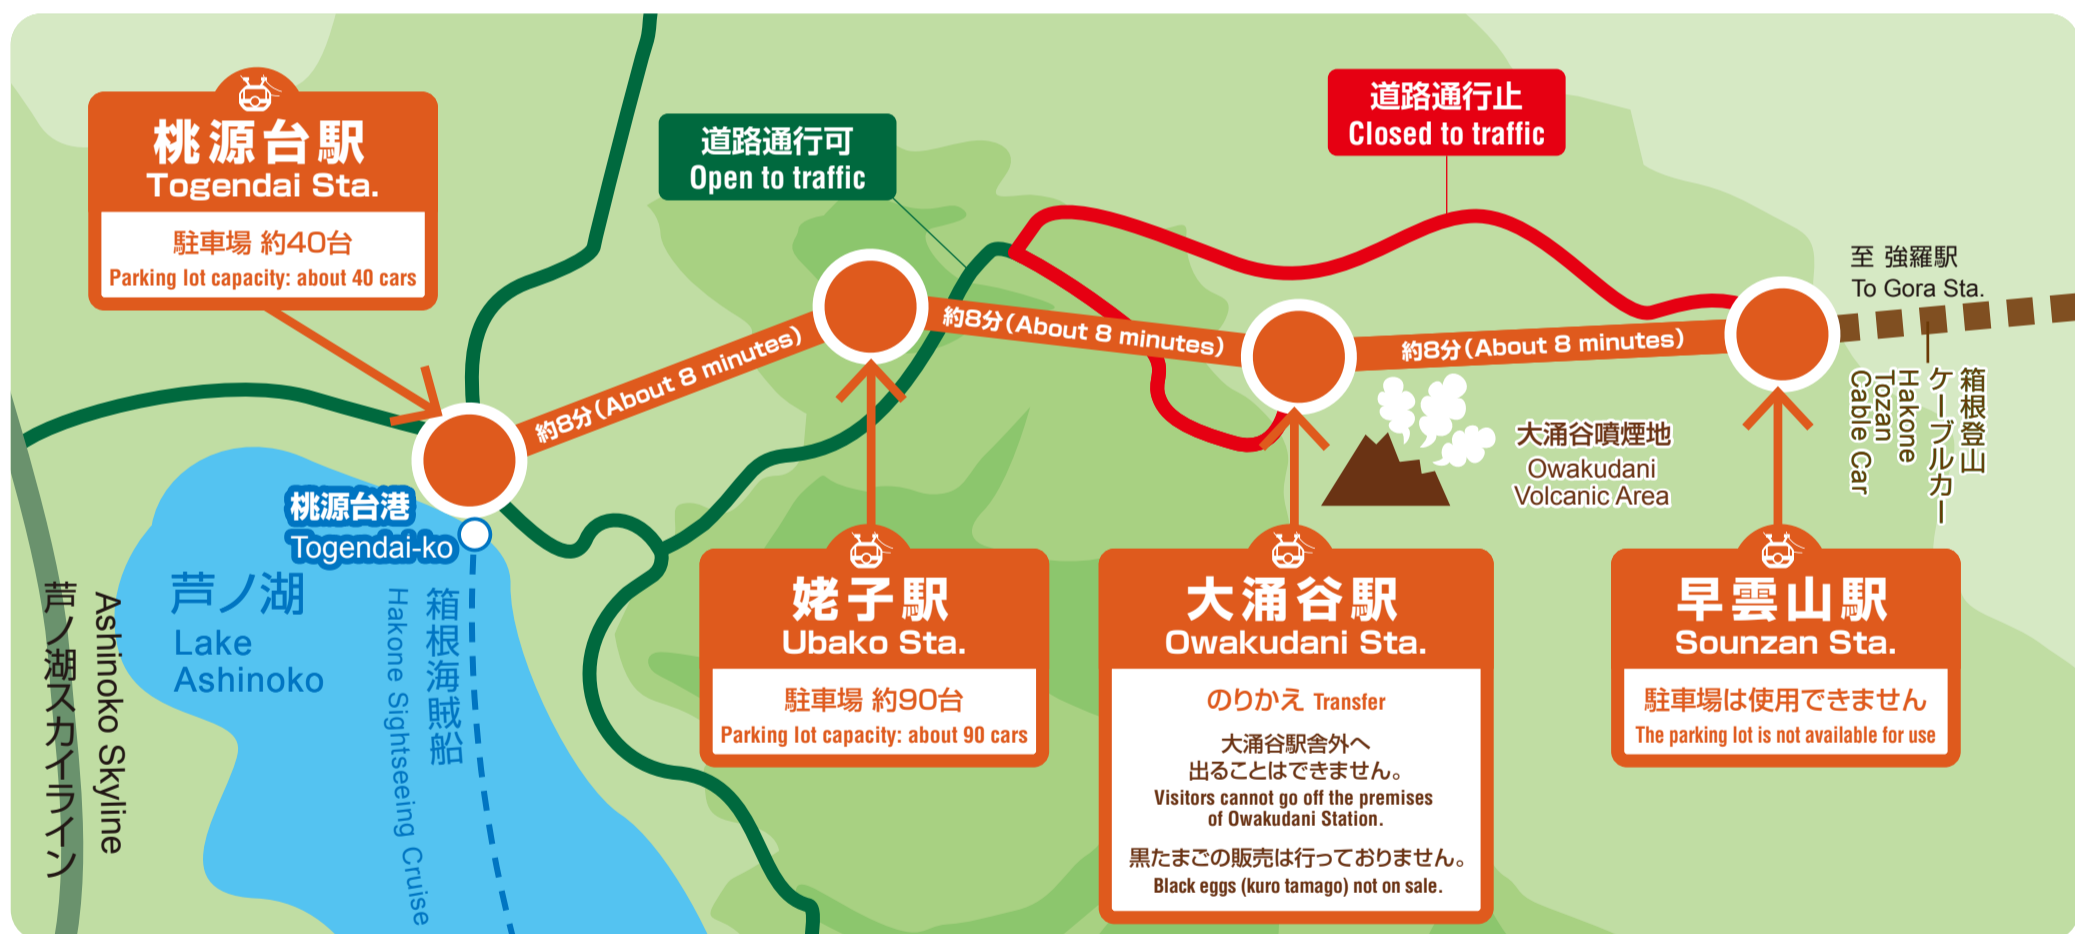 桃源台駅
Togendai Sta.
駐車場 約40台
Parking lot capacity: about 40 cars
道路通行可
Open to traffic
道路通行止
Closed to traffic
至 強羅駅
To Gora Sta.
約8分(About 8 minutes)
約8分(About 8 minutes)
約8分(About 8 minutes)
箱根登山
ケーブルカー
Hakone
Tozan
Cable Car
大涌谷噴煙地
Owakudani
Volcanic Area
桃源台港
Togendai-ko
芦ノ湖
Lake
Ashinoko
箱根海賊船
Hakone Sightseeing Cruise
芦ノ湖スカイライン
Ashinoko Skyline
姥子駅
Ubako Sta.
駐車場 約90台
Parking lot capacity: about 90 cars
大涌谷駅
Owakudani Sta.
のりかえ Transfer
大涌谷駅舎外へ
出ることはできません。
Visitors cannot go off the premises
of Owakudani Station.
黒たまごの販売は行っておりません。
Black eggs (kuro tamago) not on sale.
早雲山駅
Sounzan Sta.
駐車場は使用できません
The parking lot is not available for use